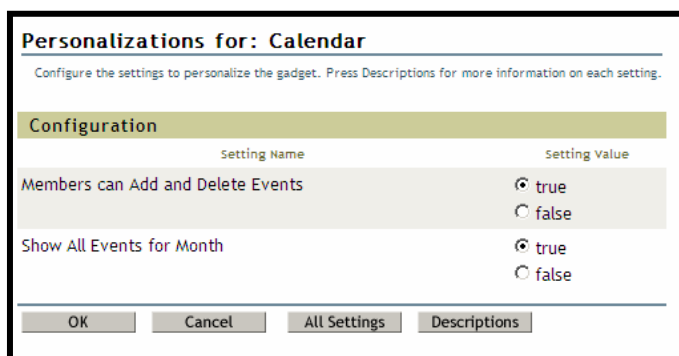 Personalizations for: Calendar
Configure the settings to personalize the gadget. Press Descriptions for more information on each setting.
Configuration
Setting Name Setting Value
Members can Add and Delete Events true
false
Show All Events for Month true
false
OK Cancel All Settings Descriptions